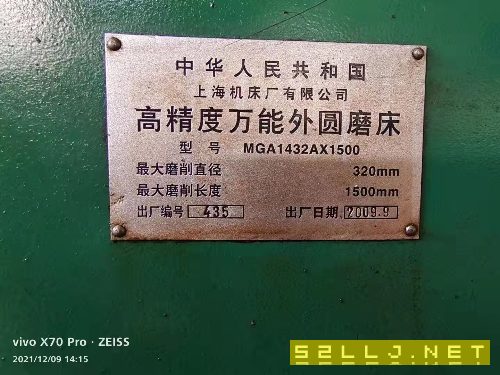 中华人民共和国
上海机床厂有限公司
高精度万能外圆磨床
型号 MGA1432AX1500
最大磨削直径 320mm
最大磨削长度 1500mm
出厂编号 435 出厂日期 2009.9
vivo X70 Pro · ZEISS
2021/12/09 14:15
52LLJ.NET